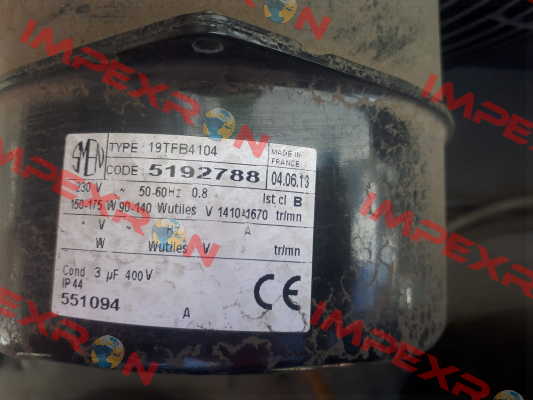 SMEN
TYPE : 19TFB4104
MADE IN
FRANCE
CODE : 5192788
04.06.13
230 V ~ 50-60Hz 0.8 Ist cl B
150-175 W 90-140 Wutiles V 1410-1670 tr/mn
V Hz A
W Wutiles V tr/mn
Cond 3 µF 400 V
IP 44
551094
A
CE
IMPEXRON
IMPEXRON
IMPEXRON
IMPEXRON